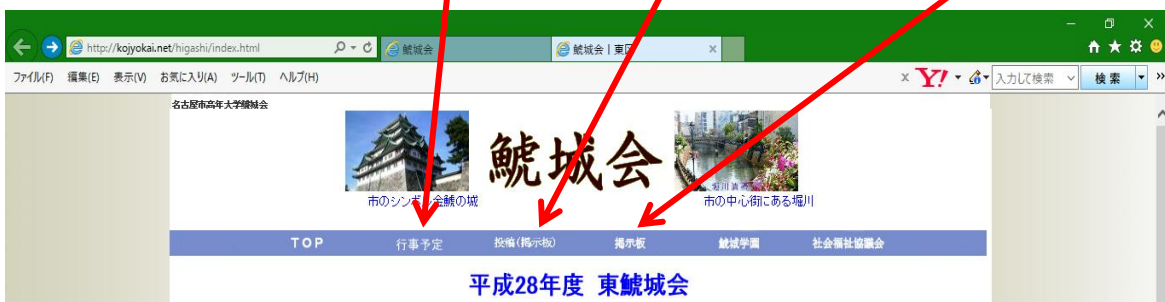 http://kojyokai.net/higashi/index.html
鯱城会
鯱城会 | 東区
ファイル(F) 編集(E) 表示(V) お気に入り(A) ツール(T) ヘルプ(H)
Y!
入力して検索
検索
名古屋市高年大学鯱城会
鯱城会
堀川清
市のシンボル金鯱の城
市の中心街にある堀川
TOP 行事予定 投稿(掲示板) 掲示板 鯱城学園 社会福祉協議会
平成28年度 東鯱城会